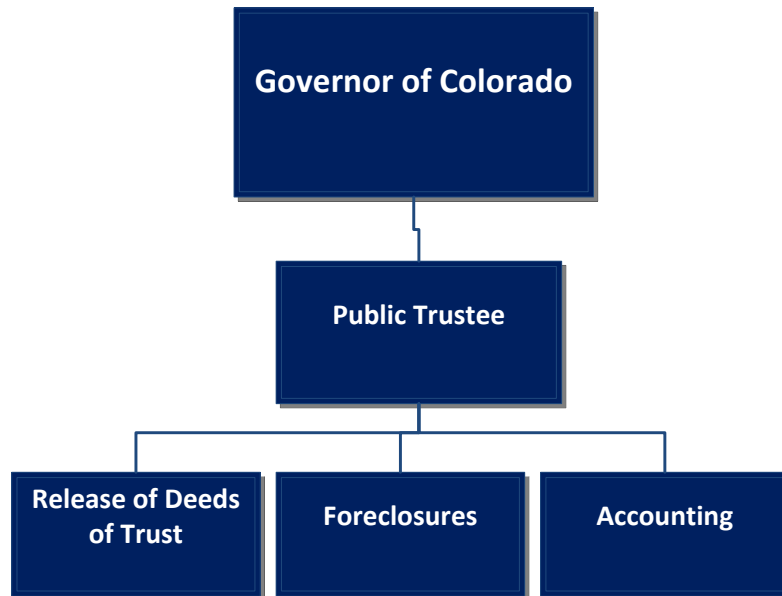 Governor of Colorado
Public Trustee
Release of Deeds
of Trust
Foreclosures
Accounting